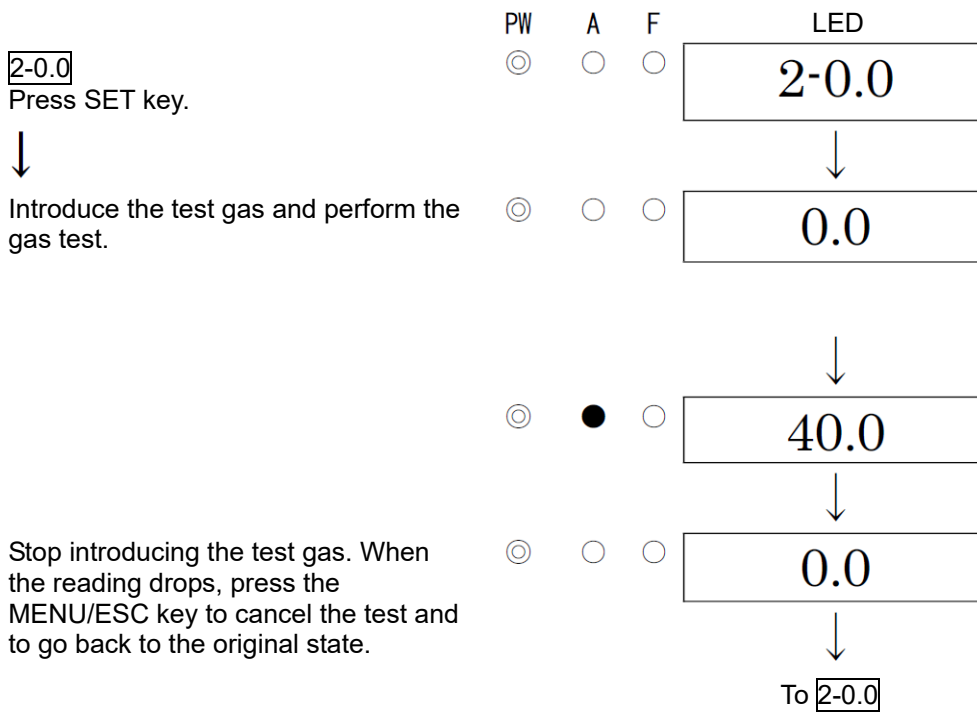 PW A F LED
2-0.0
Press SET key.
2-0.0
Introduce the test gas and perform the
gas test.
0.0
40.0
Stop introducing the test gas. When
the reading drops, press the
MENU/ESC key to cancel the test and
to go back to the original state.
0.0
To 2-0.0